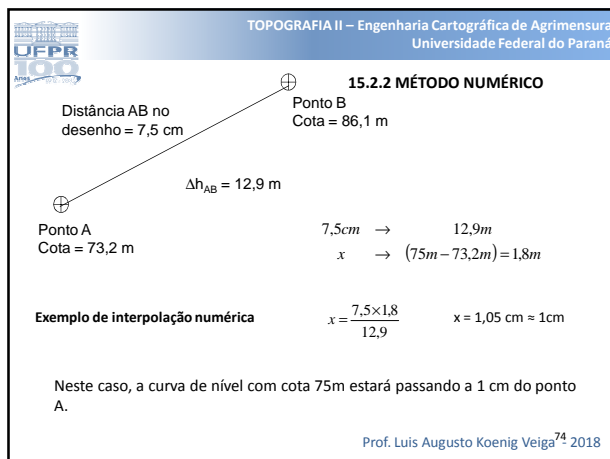 TOPOGRAFIA II – Engenharia Cartográfica de Agrimensura
Universidade Federal do Paraná
UFPR
100
Anos
15.2.2 MÉTODO NUMÉRICO
Distância AB no
desenho = 7,5 cm
Ponto B
Cota = 86,1 m
Δh_AB = 12,9 m
Ponto A
Cota = 73,2 m
7,5cm → 12,9m
x → (75m − 73,2m) = 1,8m
Exemplo de interpolação numérica
x = 7,5×1,8 / 12,9
x = 1,05 cm ≈ 1cm
Neste caso, a curva de nível com cota 75m estará passando a 1 cm do ponto
A.
Prof. Luis Augusto Koenig Veiga - 2018
74